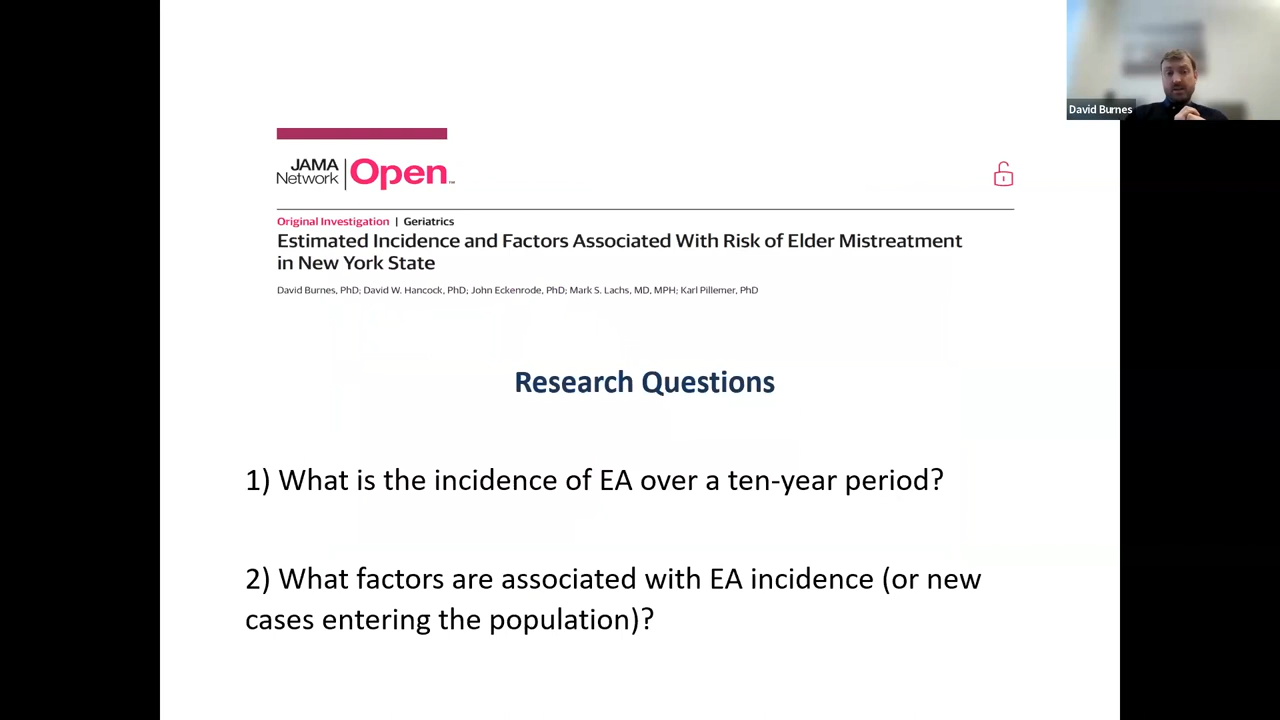 David Burnes
JAMA
Network
Open™
Original Investigation | Geriatrics
Estimated Incidence and Factors Associated With Risk of Elder Mistreatment
in New York State
David Burnes, PhD; David W. Hancock, PhD; John Eckenrode, PhD; Mark S. Lachs, MD, MPH; Karl Pillemer, PhD
Research Questions
1) What is the incidence of EA over a ten-year period?
2) What factors are associated with EA incidence (or new
cases entering the population)?